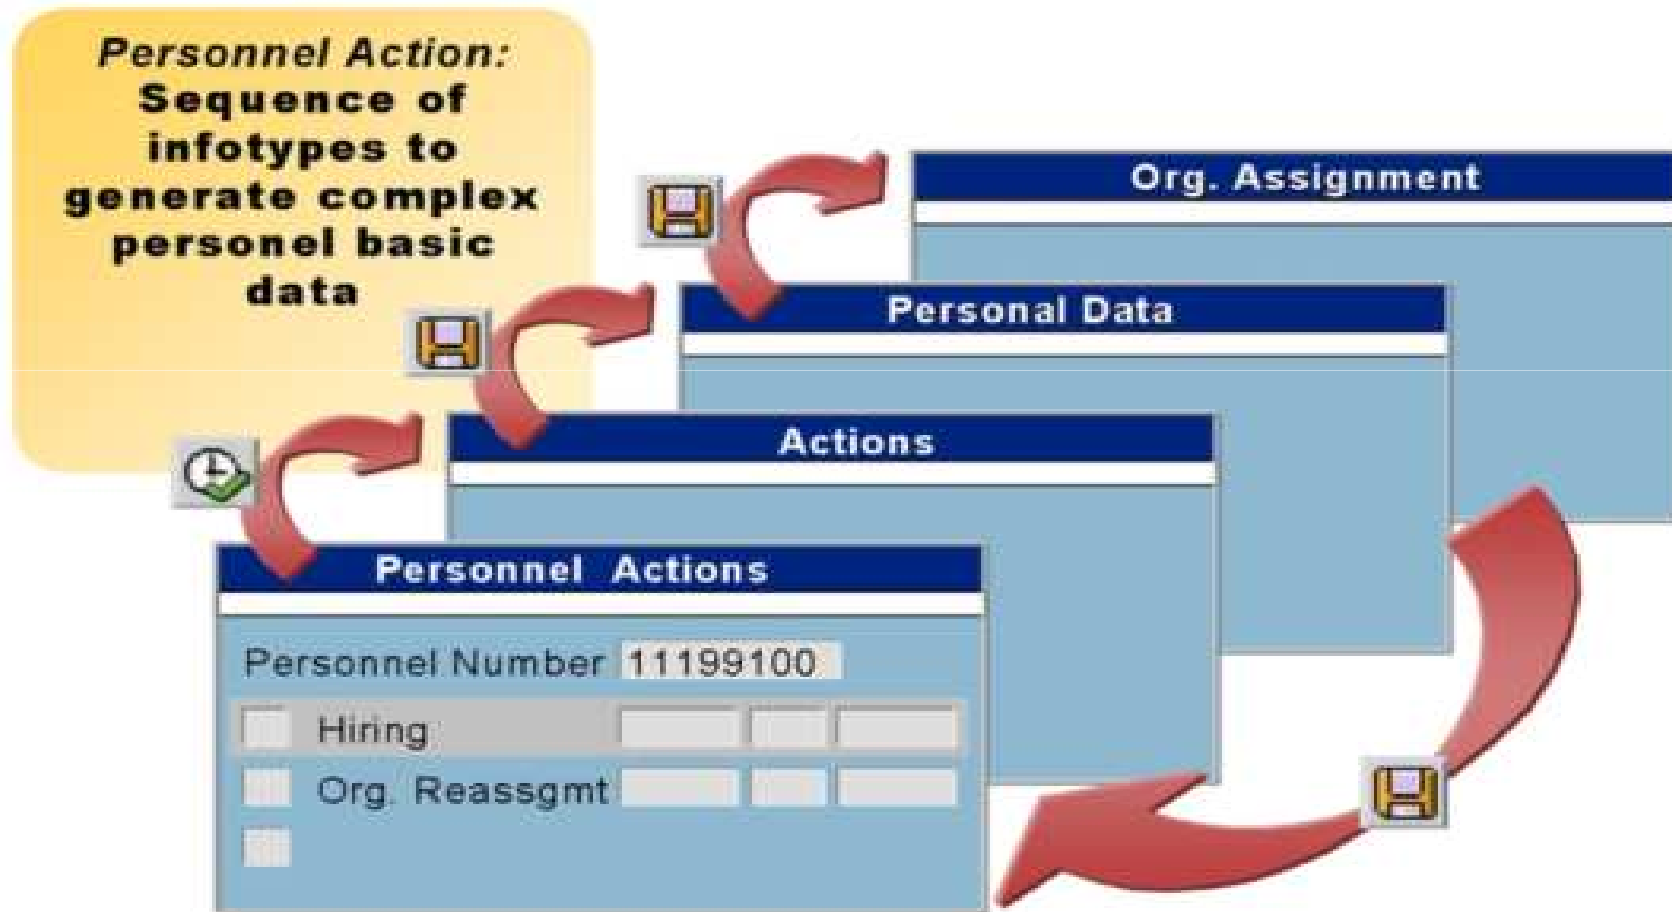 Personnel Action:
Sequence of
infotypes to
generate complex
personel basic
data
Org. Assignment
Personal Data
Actions
Personnel Actions
Personnel Number 11199100
Hiring
Org. Reassgmt